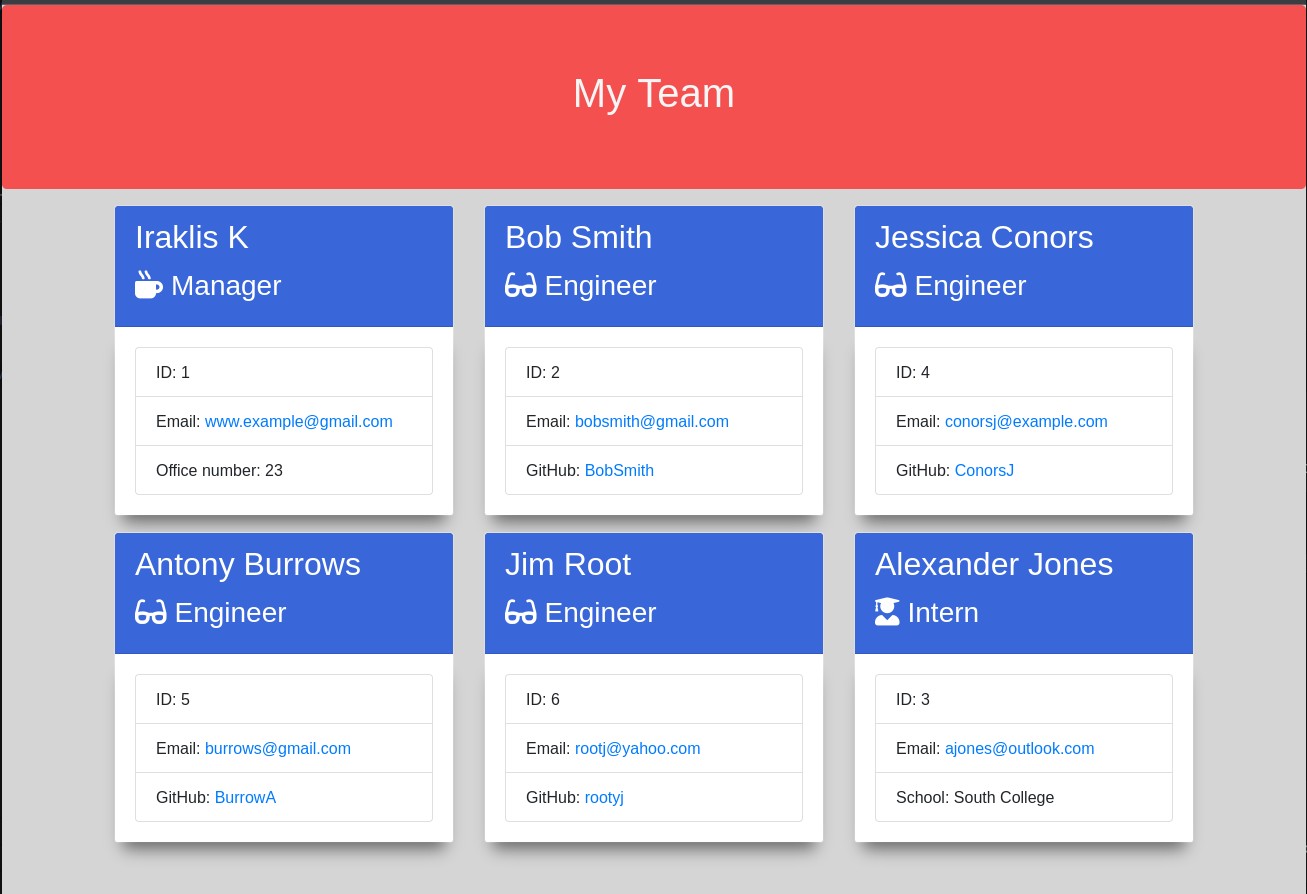 My Team
Iraklis K
Manager
ID: 1
Email: www.example@gmail.com
Office number: 23
Bob Smith
Engineer
ID: 2
Email: bobsmith@gmail.com
GitHub: BobSmith
Jessica Conors
Engineer
ID: 4
Email: conorsj@example.com
GitHub: ConorsJ
Antony Burrows
Engineer
ID: 5
Email: burrows@gmail.com
GitHub: BurrowA
Jim Root
Engineer
ID: 6
Email: rootj@yahoo.com
GitHub: rootyj
Alexander Jones
Intern
ID: 3
Email: ajones@outlook.com
School: South College